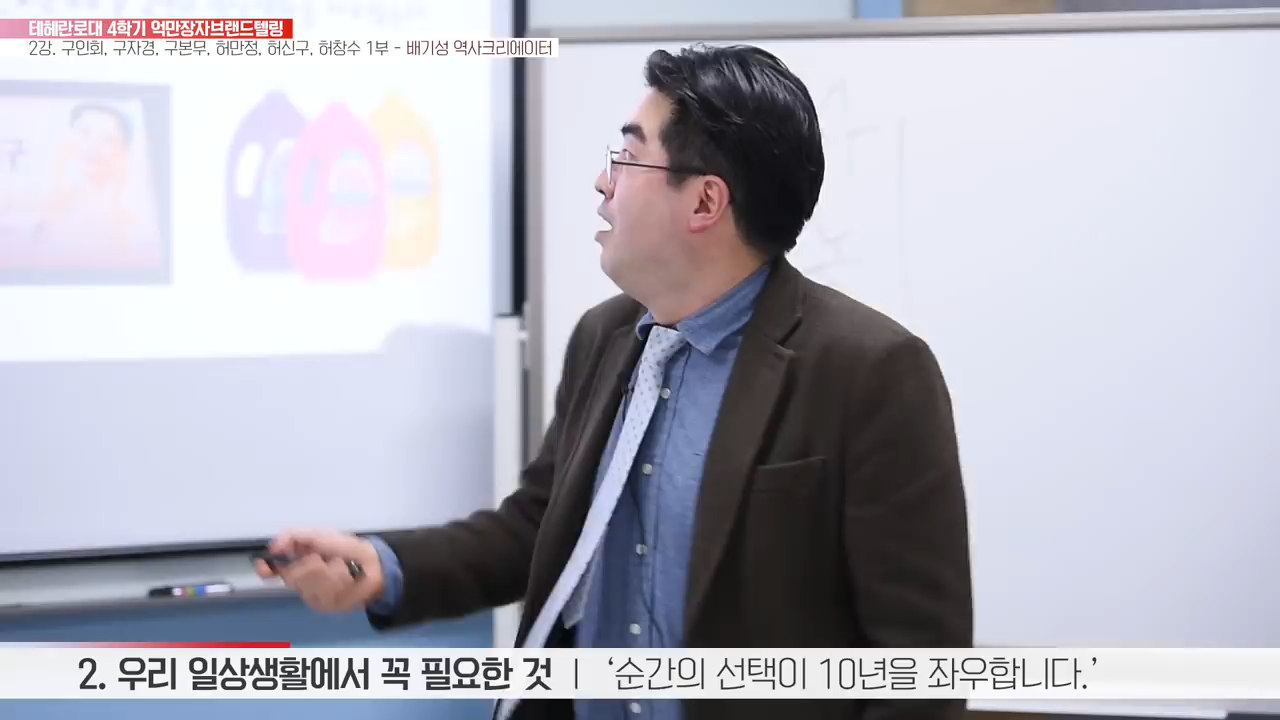 테헤란로대 4학기 억만장자브랜드텔링
2강. 구인회, 구자경, 구본무, 허만정, 허신구, 허창수 1부 - 배기성 역사크리에이터
구
2. 우리 일상생활에서 꼭 필요한 것 | ‘순간의 선택이 10년을 좌우합니다.’